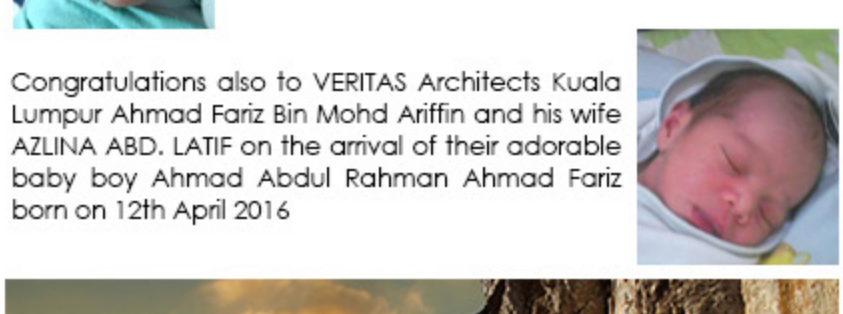 Congratulations also to VERITAS Architects Kuala
Lumpur Ahmad Fariz Bin Mohd Ariffin and his wife
AZLINA ABD. LATIF on the arrival of their adorable
baby boy Ahmad Abdul Rahman Ahmad Fariz
born on 12th April 2016